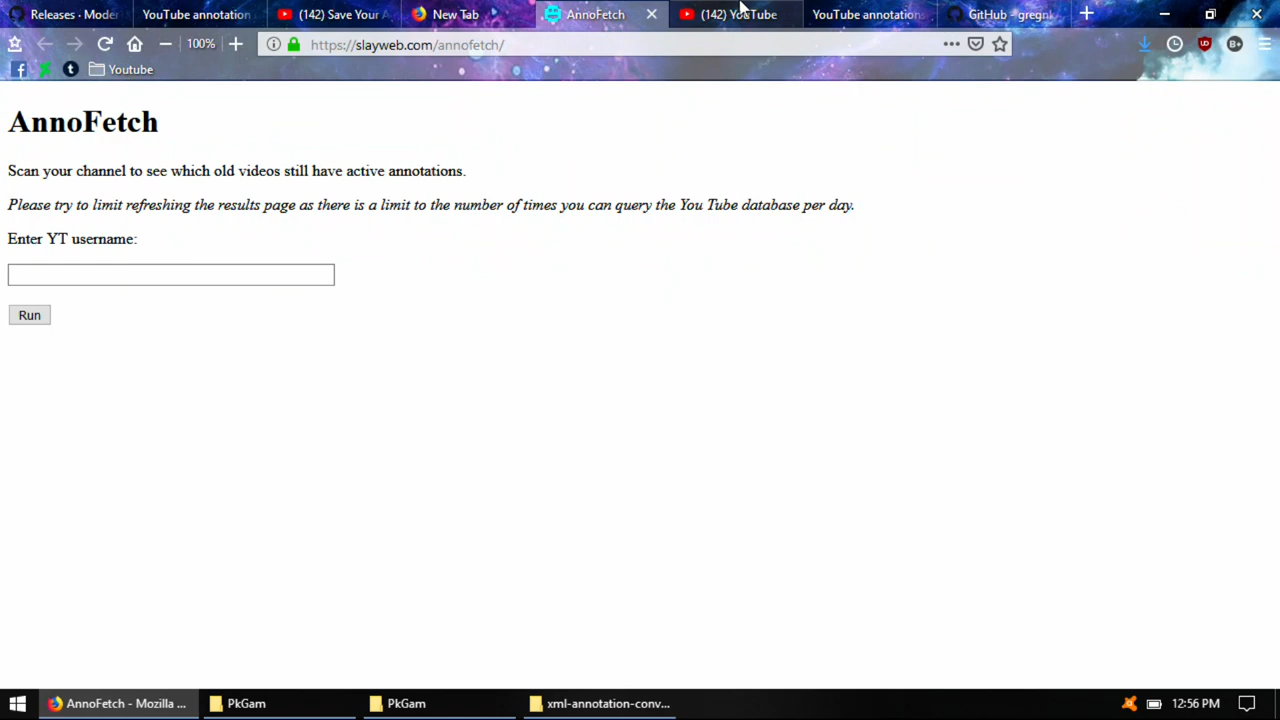 Releases · Moder
YouTube annotation
(142) Save Your A
New Tab
AnnoFetch
(142) YouTube
YouTube annotations
GitHub - gregnk
100%
https://slayweb.com/annofetch/
Youtube
AnnoFetch
Scan your channel to see which old videos still have active annotations.
Please try to limit refreshing the results page as there is a limit to the number of times you can query the You Tube database per day.
Enter YT username:
Run
AnnoFetch - Mozilla ...
PkGam
PkGam
xml-annotation-conv...
12:56 PM